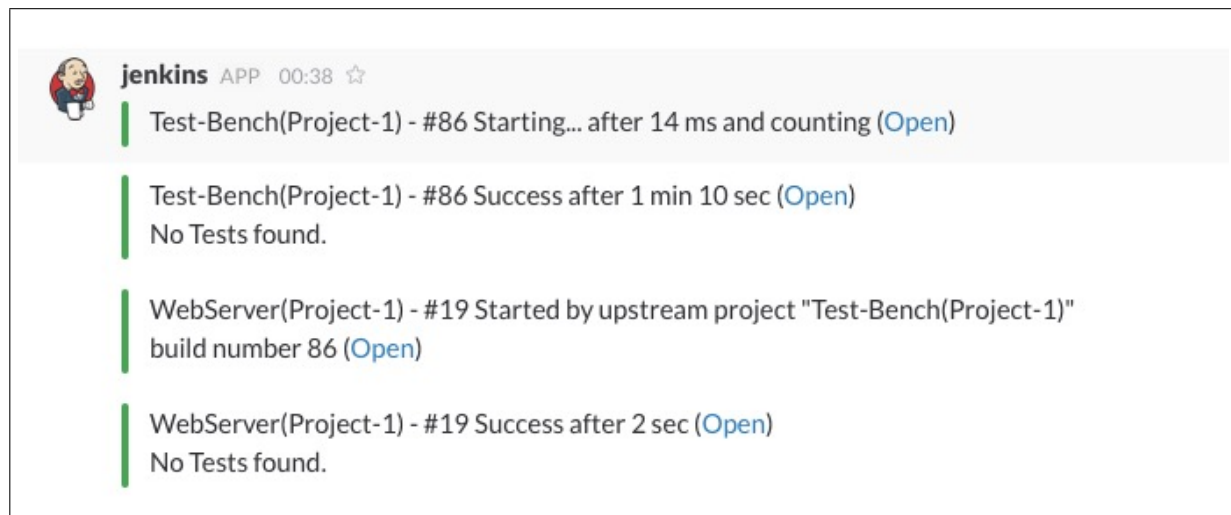 jenkins APP 00:38
Test-Bench(Project-1) - #86 Starting... after 14 ms and counting (Open)
Test-Bench(Project-1) - #86 Success after 1 min 10 sec (Open)
No Tests found.
WebServer(Project-1) - #19 Started by upstream project "Test-Bench(Project-1)"
build number 86 (Open)
WebServer(Project-1) - #19 Success after 2 sec (Open)
No Tests found.